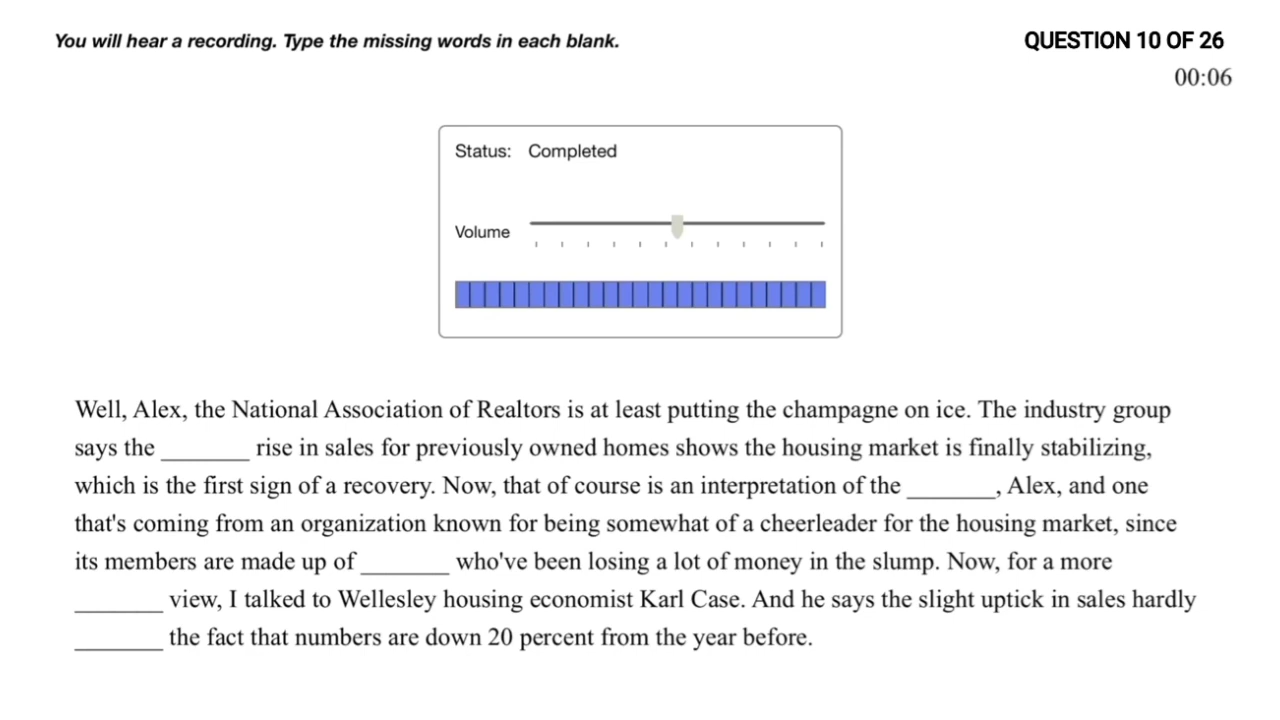 You will hear a recording. Type the missing words in each blank.
QUESTION 10 OF 26
00:06
Status: Completed
Volume
Well, Alex, the National Association of Realtors is at least putting the champagne on ice. The industry group
says the _______ rise in sales for previously owned homes shows the housing market is finally stabilizing,
which is the first sign of a recovery. Now, that of course is an interpretation of the _______, Alex, and one
that's coming from an organization known for being somewhat of a cheerleader for the housing market, since
its members are made up of _______ who've been losing a lot of money in the slump. Now, for a more
_______ view, I talked to Wellesley housing economist Karl Case. And he says the slight uptick in sales hardly
_______ the fact that numbers are down 20 percent from the year before.